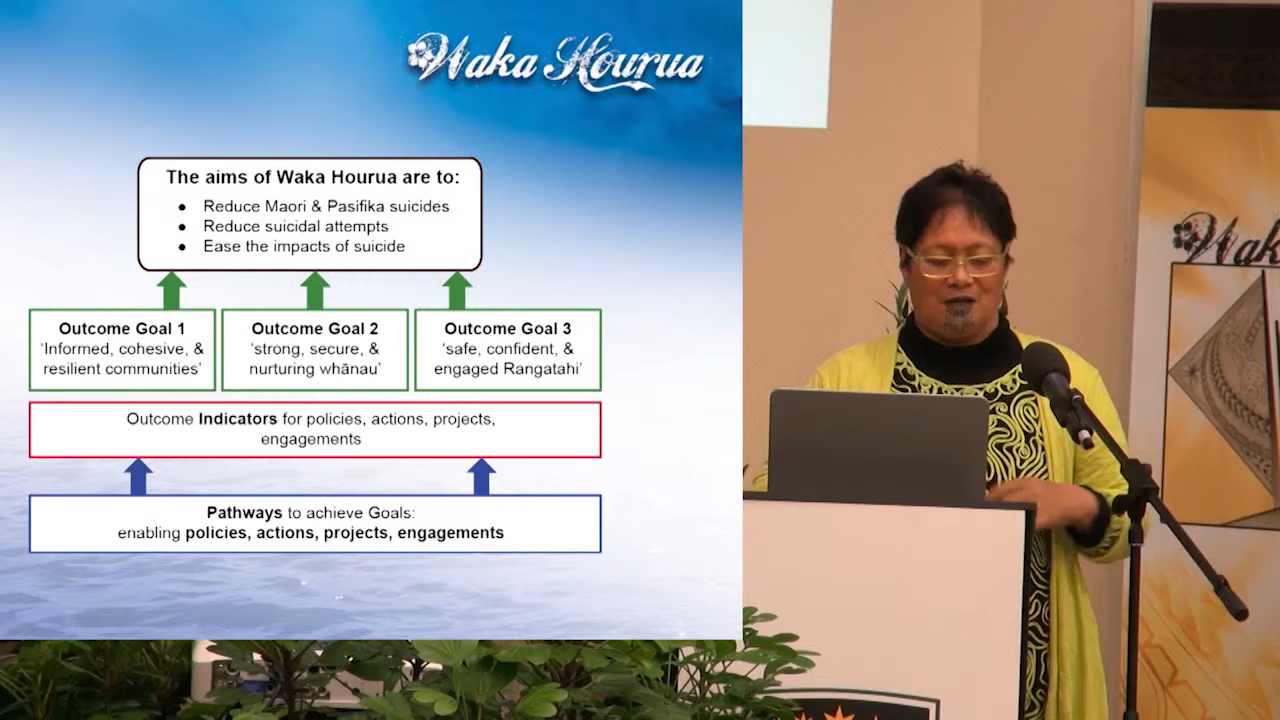 Waka Hourua
The aims of Waka Hourua are to:
● Reduce Maori & Pasifika suicides
● Reduce suicidal attempts
● Ease the impacts of suicide
Outcome Goal 1
‘Informed, cohesive, &
resilient communities’
Outcome Goal 2
‘strong, secure, &
nurturing whānau’
Outcome Goal 3
‘safe, confident, &
engaged Rangatahi’
Outcome Indicators for policies, actions, projects,
engagements
Pathways to achieve Goals:
enabling policies, actions, projects, engagements
Wak